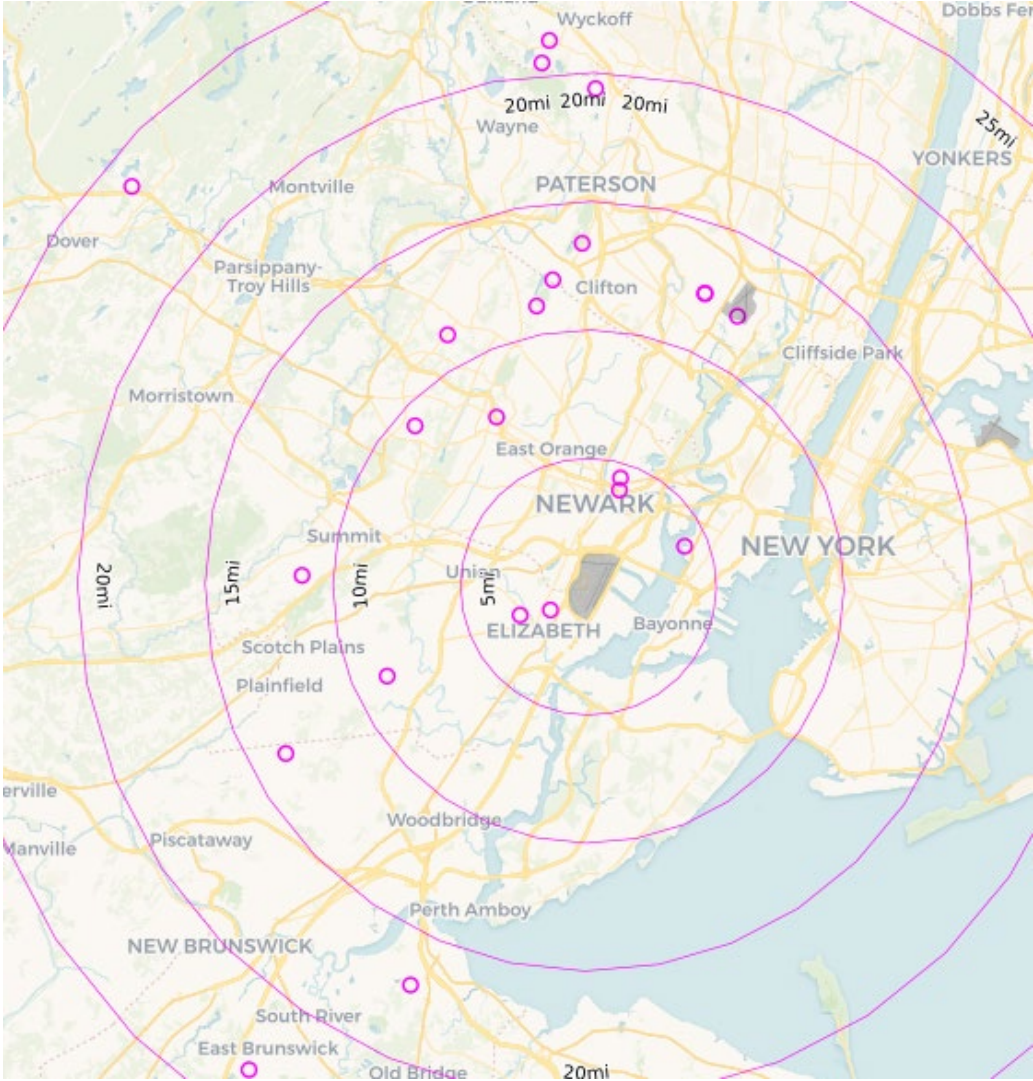 Wyckoff
Dobbs Fer
20mi
20mi
20mi
25mi
Wayne
YONKERS
PATERSON
Montville
Dover
Parsippany-
Troy Hills
Clifton
Cliffside Park
Morristown
East Orange
NEWARK
Summit
NEW YORK
20mi
15mi
10mi
Union
5mi
ELIZABETH
Bayonne
Scotch Plains
Plainfield
erville
Woodbridge
Piscataway
Manville
Perth Amboy
NEW BRUNSWICK
South River
East Brunswick
Old Bridge
20mi